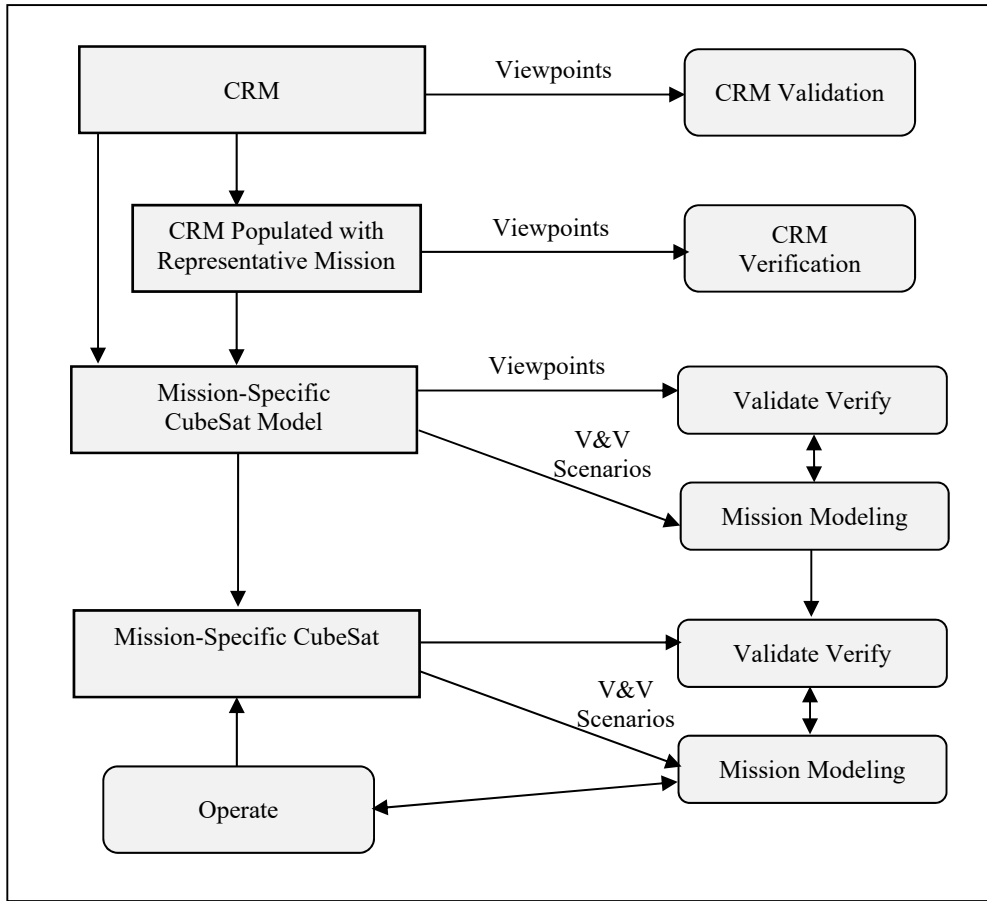 CRM
Viewpoints
CRM Validation
CRM Populated with
Representative Mission
Viewpoints
CRM
Verification
Mission-Specific
CubeSat Model
Viewpoints
Validate Verify
V&V
Scenarios
Mission Modeling
Mission-Specific CubeSat
Validate Verify
V&V
Scenarios
Mission Modeling
Operate